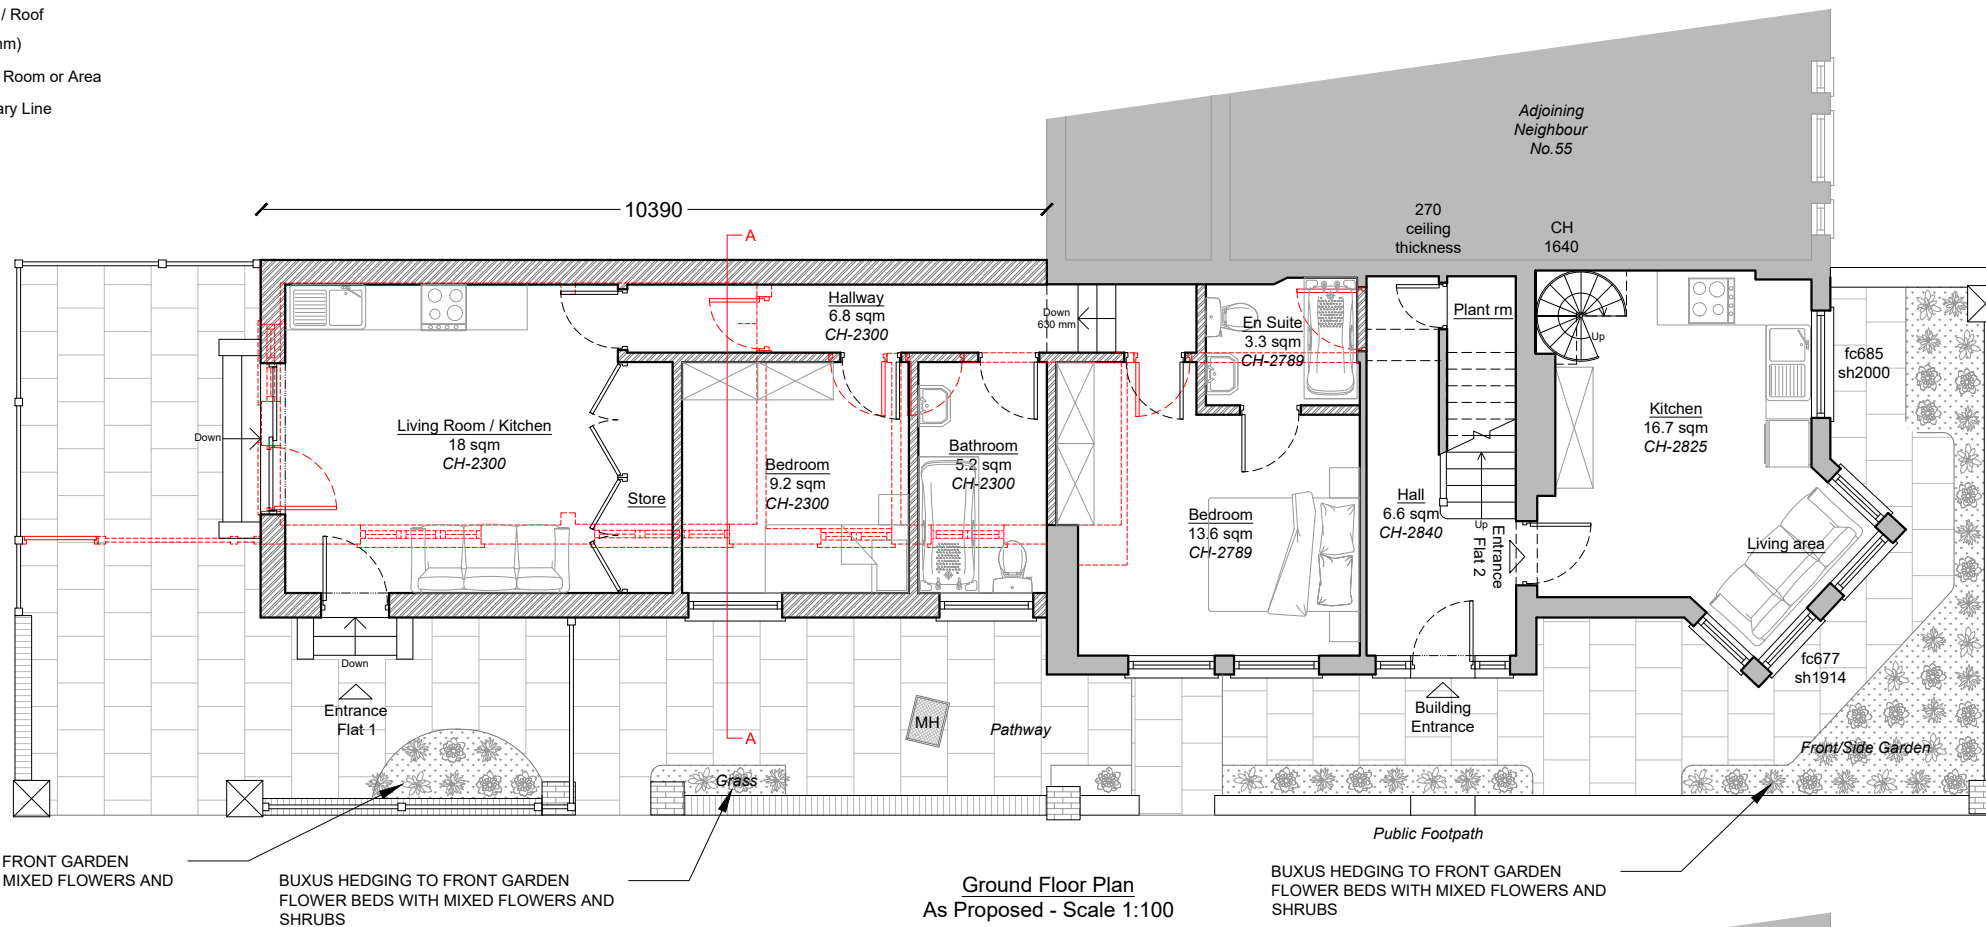 / Roof
nm)
Room or Area
ary Line
Adjoining
Neighbour
No.55
10390
270
ceiling
thickness
CH
1640
A
Hallway
6.8 sqm
CH-2300
Down
630 mm
En Suite
3.3 sqm
CH-2789
Plant rm
Up
fc685
sh2000
Kitchen
16.7 sqm
CH-2825
Living Room / Kitchen
18 sqm
CH-2300
Down
Bedroom
9.2 sqm
CH-2300
Bathroom
5.2 sqm
CH-2300
Store
Bedroom
13.6 sqm
CH-2789
Hall
6.6 sqm
CH-2840
Up
Entrance
Flat 2
Living area
fc677
sh1914
Down
Entrance
Flat 1
MH
Pathway
Building
Entrance
A
Grass
Front/Side Garden
Public Footpath
FRONT GARDEN
MIXED FLOWERS AND
BUXUS HEDGING TO FRONT GARDEN
FLOWER BEDS WITH MIXED FLOWERS AND
SHRUBS
Ground Floor Plan
As Proposed - Scale 1:100
BUXUS HEDGING TO FRONT GARDEN
FLOWER BEDS WITH MIXED FLOWERS AND
SHRUBS